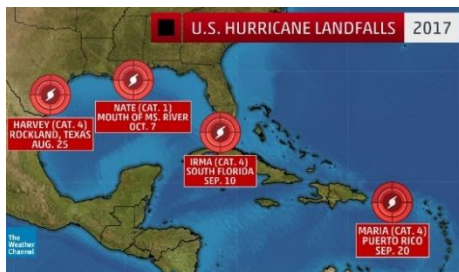 U.S. HURRICANE LANDFALLS 2017
HARVEY (CAT. 4)
ROCKLAND, TEXAS
AUG. 25
NATE (CAT. 1)
MOUTH OF MS. RIVER
OCT. 7
IRMA (CAT. 4)
SOUTH FLORIDA
SEP. 10
MARIA (CAT. 4)
PUERTO RICO
SEP. 20
The
Weather
Channel